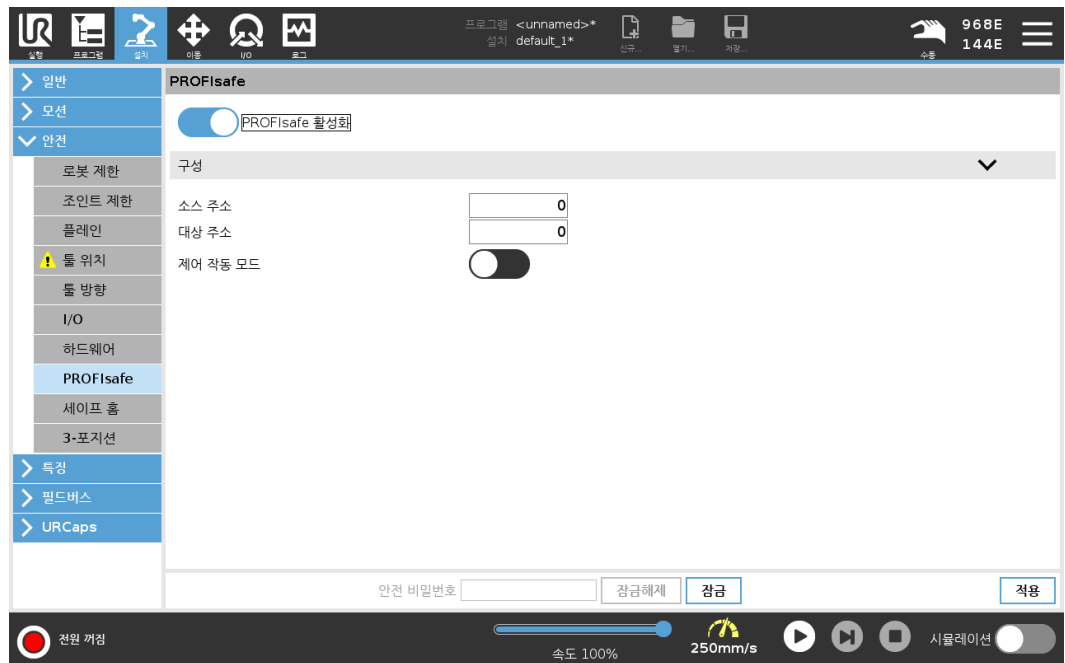 UR
실행
프로그램
설치
이동
I/O
로그
프로그램 <unnamed>*
설치 default_1*
신규...
열기...
저장...
수동
968E
144E
일반
모션
안전
로봇 제한
조인트 제한
플레인
툴 위치
툴 방향
I/O
하드웨어
PROFIsafe
세이프 홈
3-포지션
특징
필드버스
URCaps
PROFIsafe
PROFIsafe 활성화
구성
소스 주소 0
대상 주소 0
제어 작동 모드
안전 비밀번호 잠금해제 잠금 적용
전원 꺼짐
속도 100%
250mm/s
시뮬레이션